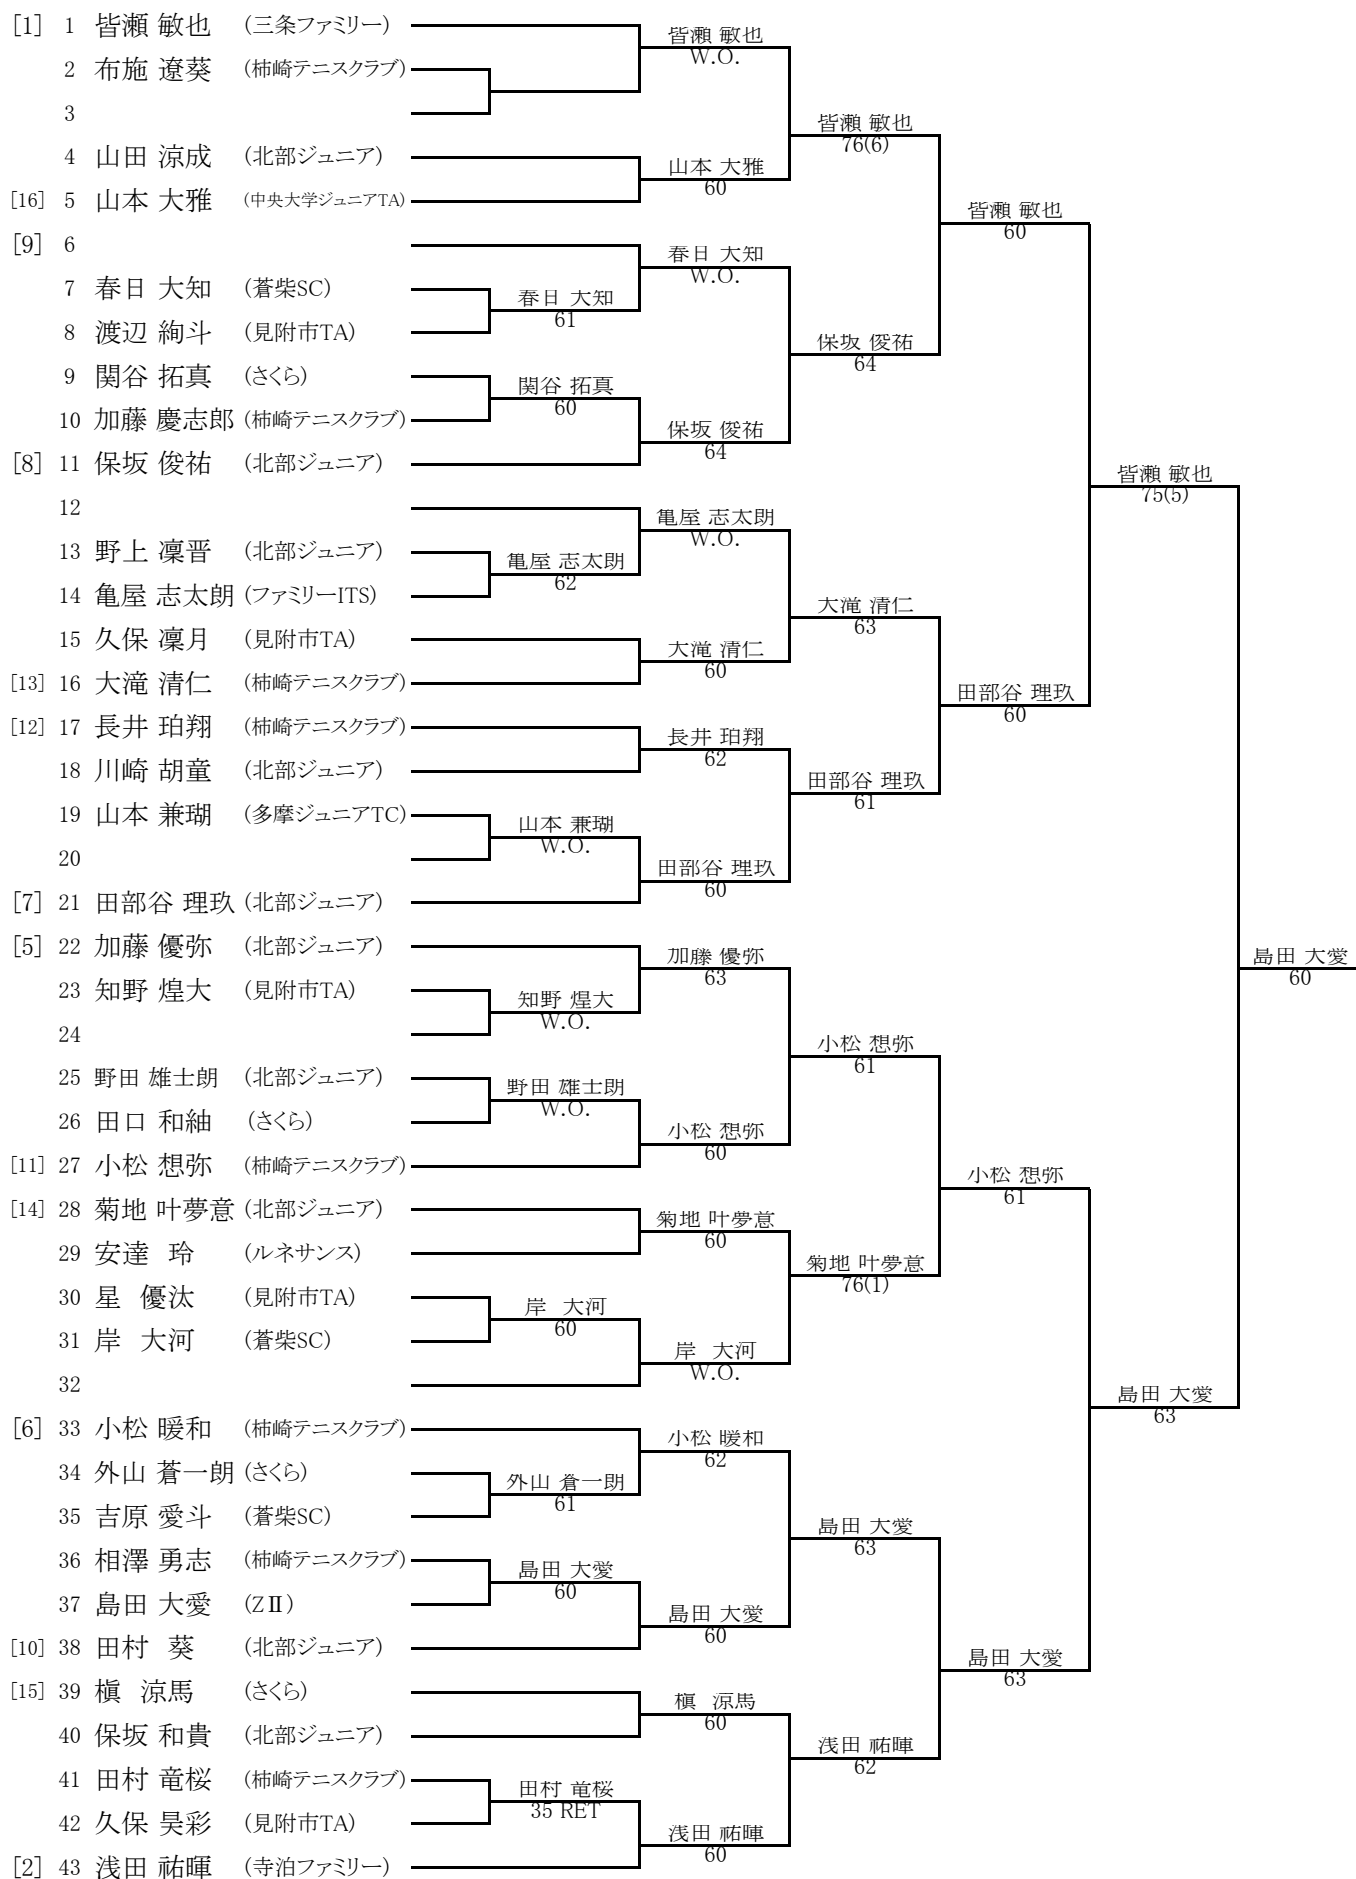 [1] 1 皆瀬 敏也 (三条ファミリー)
2 布施 遼葵 (柿崎テニスクラブ)
3
4 山田 涼成 (北部ジュニア)
[16] 5 山本 大雅 (中央大学ジュニアTA)
[9] 6
7 春日 大知 (蒼柴SC)
8 渡辺 絢斗 (見附市TA)
9 関谷 拓真 (さくら)
10 加藤 慶志郎 (柿崎テニスクラブ)
[8] 11 保坂 俊祐 (北部ジュニア)
12
13 野上 凜晋 (北部ジュニア)
14 亀屋 志太朗 (ファミリーITS)
15 久保 凜月 (見附市TA)
[13] 16 大滝 清仁 (柿崎テニスクラブ)
[12] 17 長井 珀翔 (柿崎テニスクラブ)
18 川崎 胡童 (北部ジュニア)
19 山本 兼瑚 (多摩ジュニアTC)
20
[7] 21 田部谷 理玖 (北部ジュニア)
[5] 22 加藤 優弥 (北部ジュニア)
23 知野 煌大 (見附市TA)
24
25 野田 雄士朗 (北部ジュニア)
26 田口 和紬 (さくら)
[11] 27 小松 想弥 (柿崎テニスクラブ)
[14] 28 菊地 叶夢意 (北部ジュニア)
29 安達 玲 (ルネサンス)
30 星 優汰 (見附市TA)
31 岸 大河 (蒼柴SC)
32
[6] 33 小松 暖和 (柿崎テニスクラブ)
34 外山 蒼一朗 (さくら)
35 吉原 愛斗 (蒼柴SC)
36 相澤 勇志 (柿崎テニスクラブ)
37 島田 大愛 (ZⅡ)
[10] 38 田村 葵 (北部ジュニア)
[15] 39 槇 涼馬 (さくら)
40 保坂 和貴 (北部ジュニア)
41 田村 竜桜 (柿崎テニスクラブ)
42 久保 昊彩 (見附市TA)
[2] 43 浅田 祐暉 (寺泊ファミリー)
春日 大知
61
関谷 拓真
60
亀屋 志太朗
62
山本 兼瑚
W.O.
知野 煌大
W.O.
野田 雄士朗
W.O.
岸 大河
60
外山 蒼一朗
61
島田 大愛
60
田村 竜桜
35 RET
皆瀬 敏也
W.O.
山本 大雅
60
春日 大知
W.O.
保坂 俊祐
64
亀屋 志太朗
W.O.
大滝 清仁
60
長井 珀翔
62
田部谷 理玖
60
加藤 優弥
63
小松 想弥
60
菊地 叶夢意
60
岸 大河
W.O.
小松 暖和
62
島田 大愛
60
槇 涼馬
60
浅田 祐暉
60
皆瀬 敏也
76(6)
保坂 俊祐
64
大滝 清仁
63
田部谷 理玖
61
小松 想弥
61
菊地 叶夢意
76(1)
島田 大愛
63
浅田 祐暉
62
皆瀬 敏也
60
田部谷 理玖
60
小松 想弥
61
島田 大愛
63
皆瀬 敏也
75(5)
島田 大愛
63
島田 大愛
60